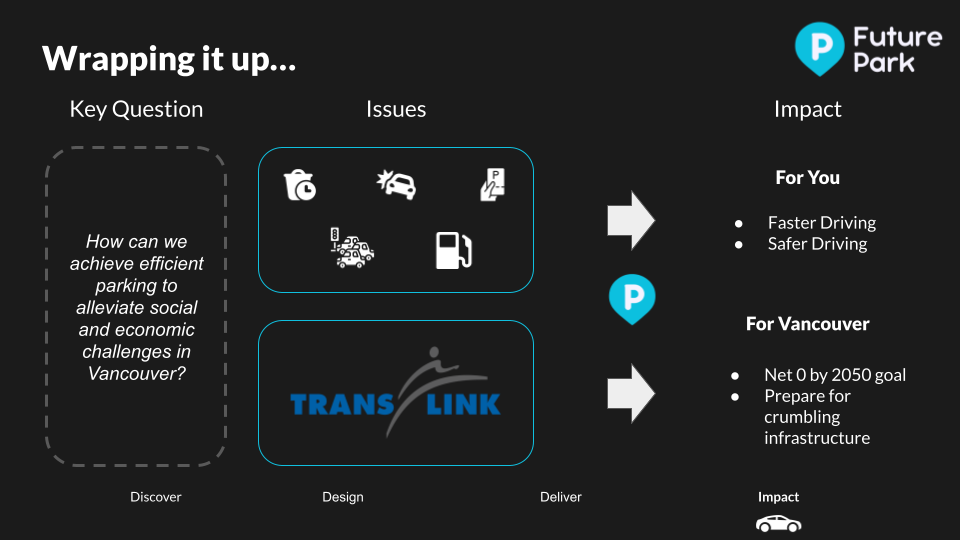 Wrapping it up...
P
Future
Park
Key Question
Issues
Impact
How can we
achieve efficient
parking to
alleviate social
and economic
challenges in
Vancouver?
P
TRANS LINK
P
For You
● Faster Driving
● Safer Driving
For Vancouver
● Net 0 by 2050 goal
● Prepare for
crumbling
infrastructure
Discover
Design
Deliver
Impact